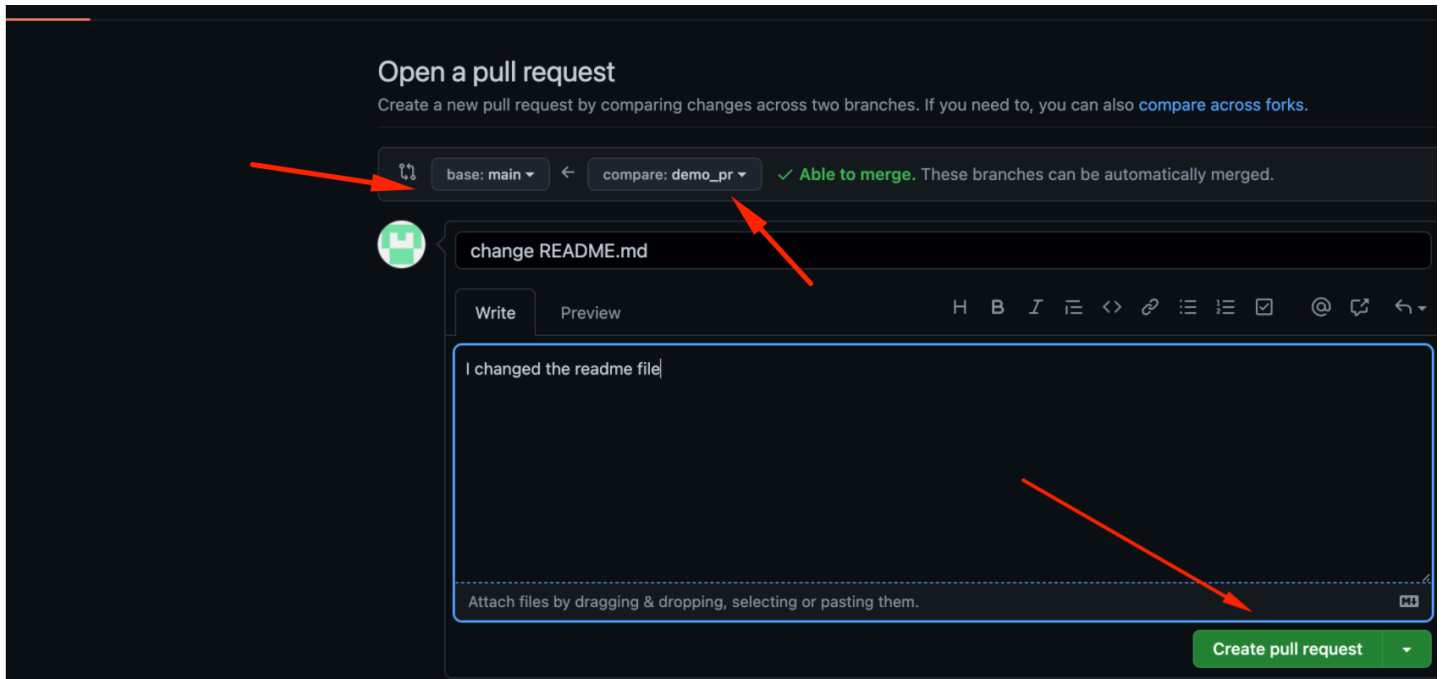 Open a pull request
Create a new pull request by comparing changes across two branches. If you need to, you can also compare across forks.
base: main compare: demo_pr Able to merge. These branches can be automatically merged.
change README.md
Write Preview
I changed the readme file
Attach files by dragging & dropping, selecting or pasting them.
Create pull request